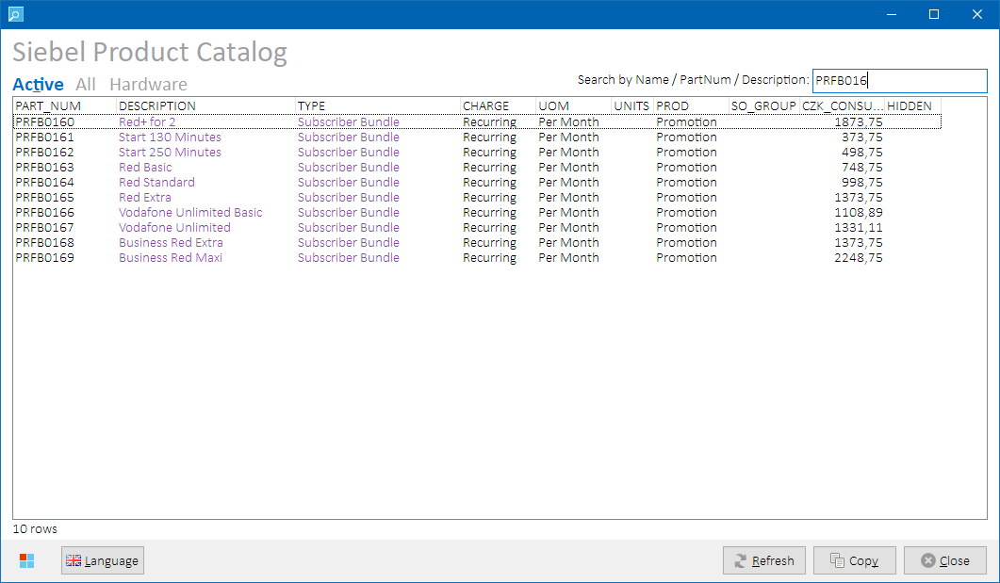 Siebel Product Catalog
Active All Hardware
Search by Name / PartNum / Description: PRFB016
PART_NUM DESCRIPTION TYPE CHARGE UOM UNITS PROD SO_GROUP CZK_CONSU... HIDDEN
PRFB0160 Red+ for 2 Subscriber Bundle Recurring Per Month Promotion 1873,75
PRFB0161 Start 130 Minutes Subscriber Bundle Recurring Per Month Promotion 373,75
PRFB0162 Start 250 Minutes Subscriber Bundle Recurring Per Month Promotion 498,75
PRFB0163 Red Basic Subscriber Bundle Recurring Per Month Promotion 748,75
PRFB0164 Red Standard Subscriber Bundle Recurring Per Month Promotion 998,75
PRFB0165 Red Extra Subscriber Bundle Recurring Per Month Promotion 1373,75
PRFB0166 Vodafone Unlimited Basic Subscriber Bundle Recurring Per Month Promotion 1108,89
PRFB0167 Vodafone Unlimited Subscriber Bundle Recurring Per Month Promotion 1331,11
PRFB0168 Business Red Extra Subscriber Bundle Recurring Per Month Promotion 1373,75
PRFB0169 Business Red Maxi Subscriber Bundle Recurring Per Month Promotion 2248,75
10 rows
Language Refresh Copy Close